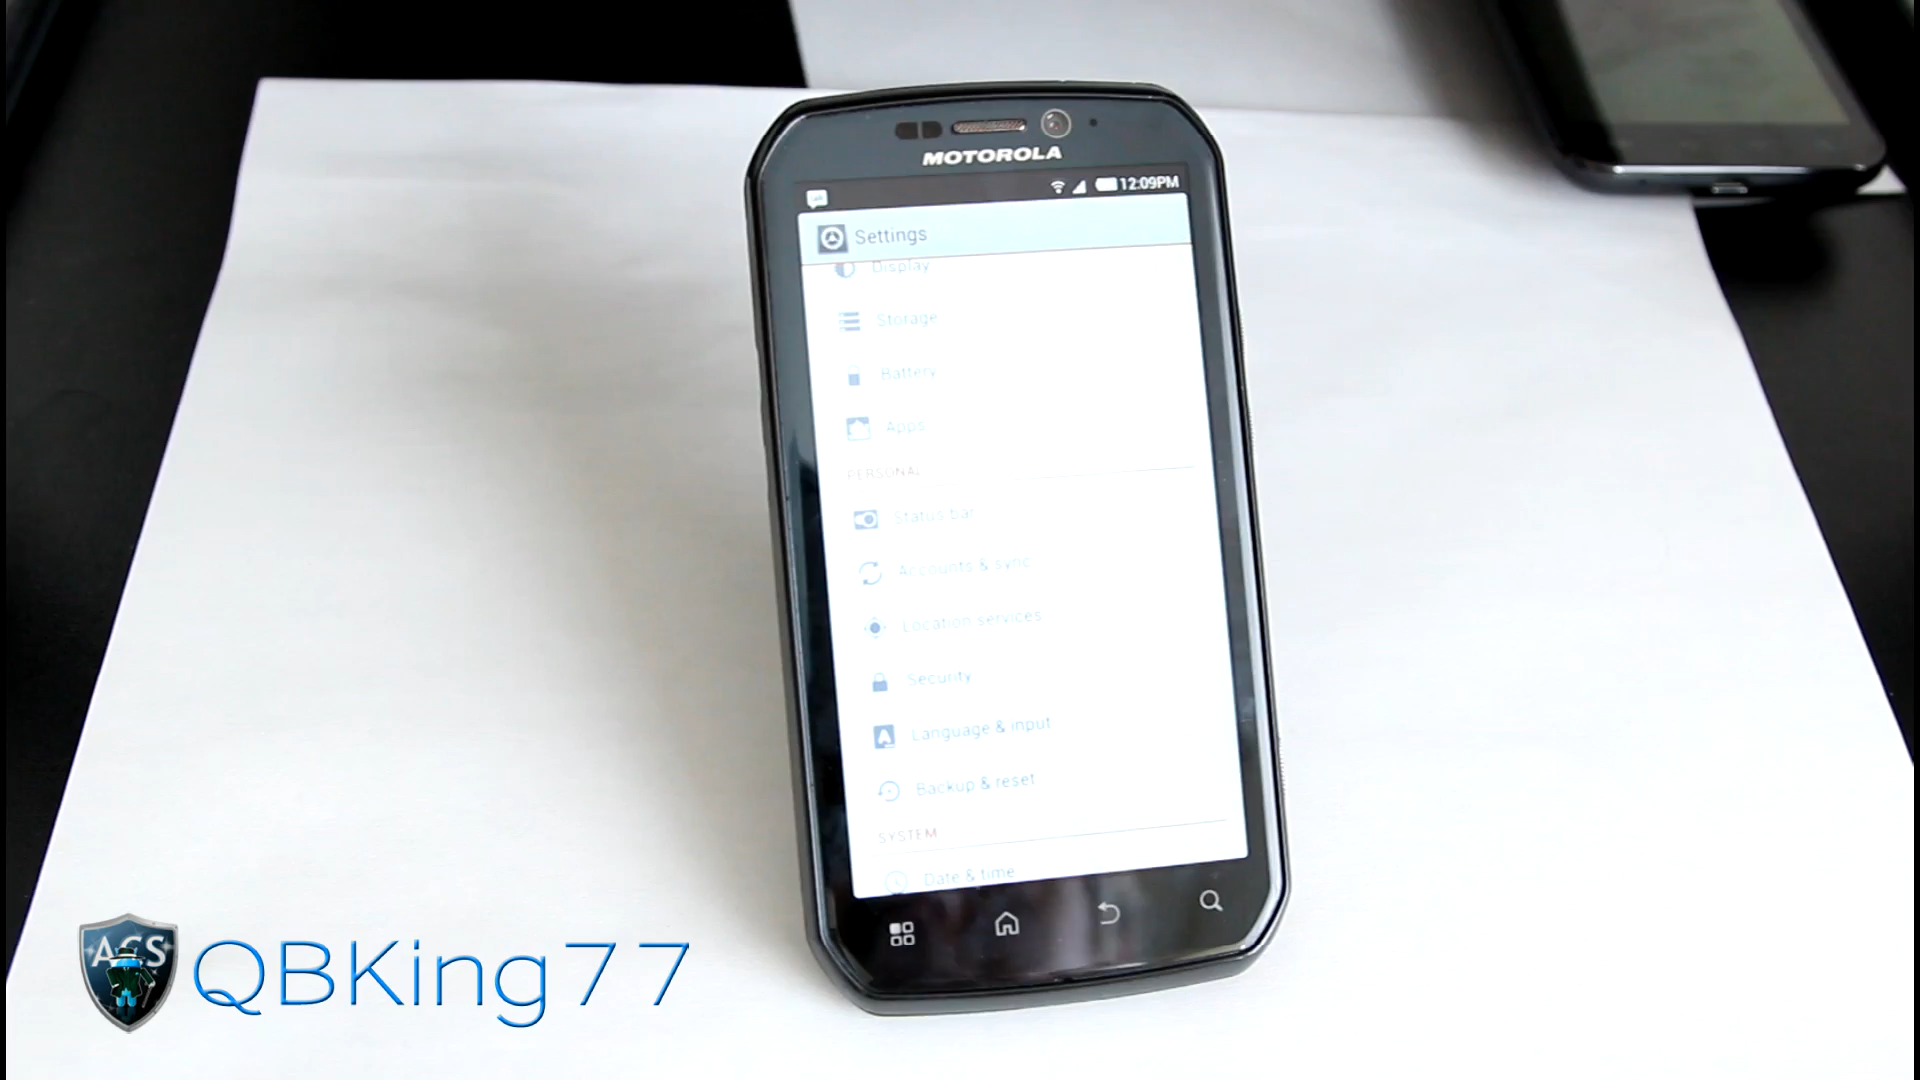 MOTOROLA
12:09PM
Settings
Display
Storage
Battery
Apps
PERSONAL
Status bar
Accounts & sync
Location services
Security
Language & input
Backup & reset
SYSTEM
Date & time
ACS
QBKing77